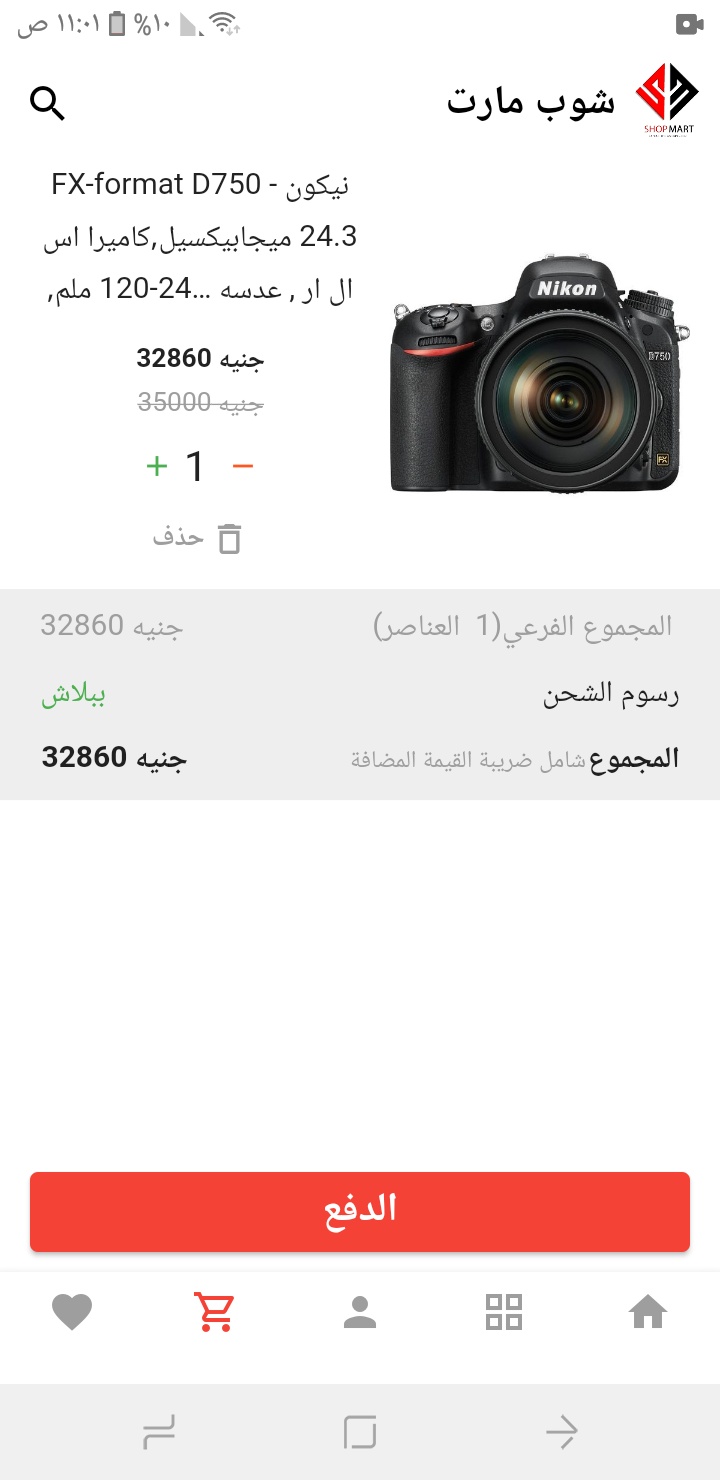 ١١:٠١ ص
%١٠
شوب مارت
SHOP MART
نيكون - FX-format D750
24.3 ميجابيكسيل,كاميرا اس
ال ار , عدسه ...24-120 ملم,
جنيه 32860
جنيه 35000
+ 1 −
حذف
Nikon
D750
FX
المجموع الفرعي(1 العناصر)
جنيه 32860
رسوم الشحن
ببلاش
المجموع شامل ضريبة القيمة المضافة
جنيه 32860
الدفع